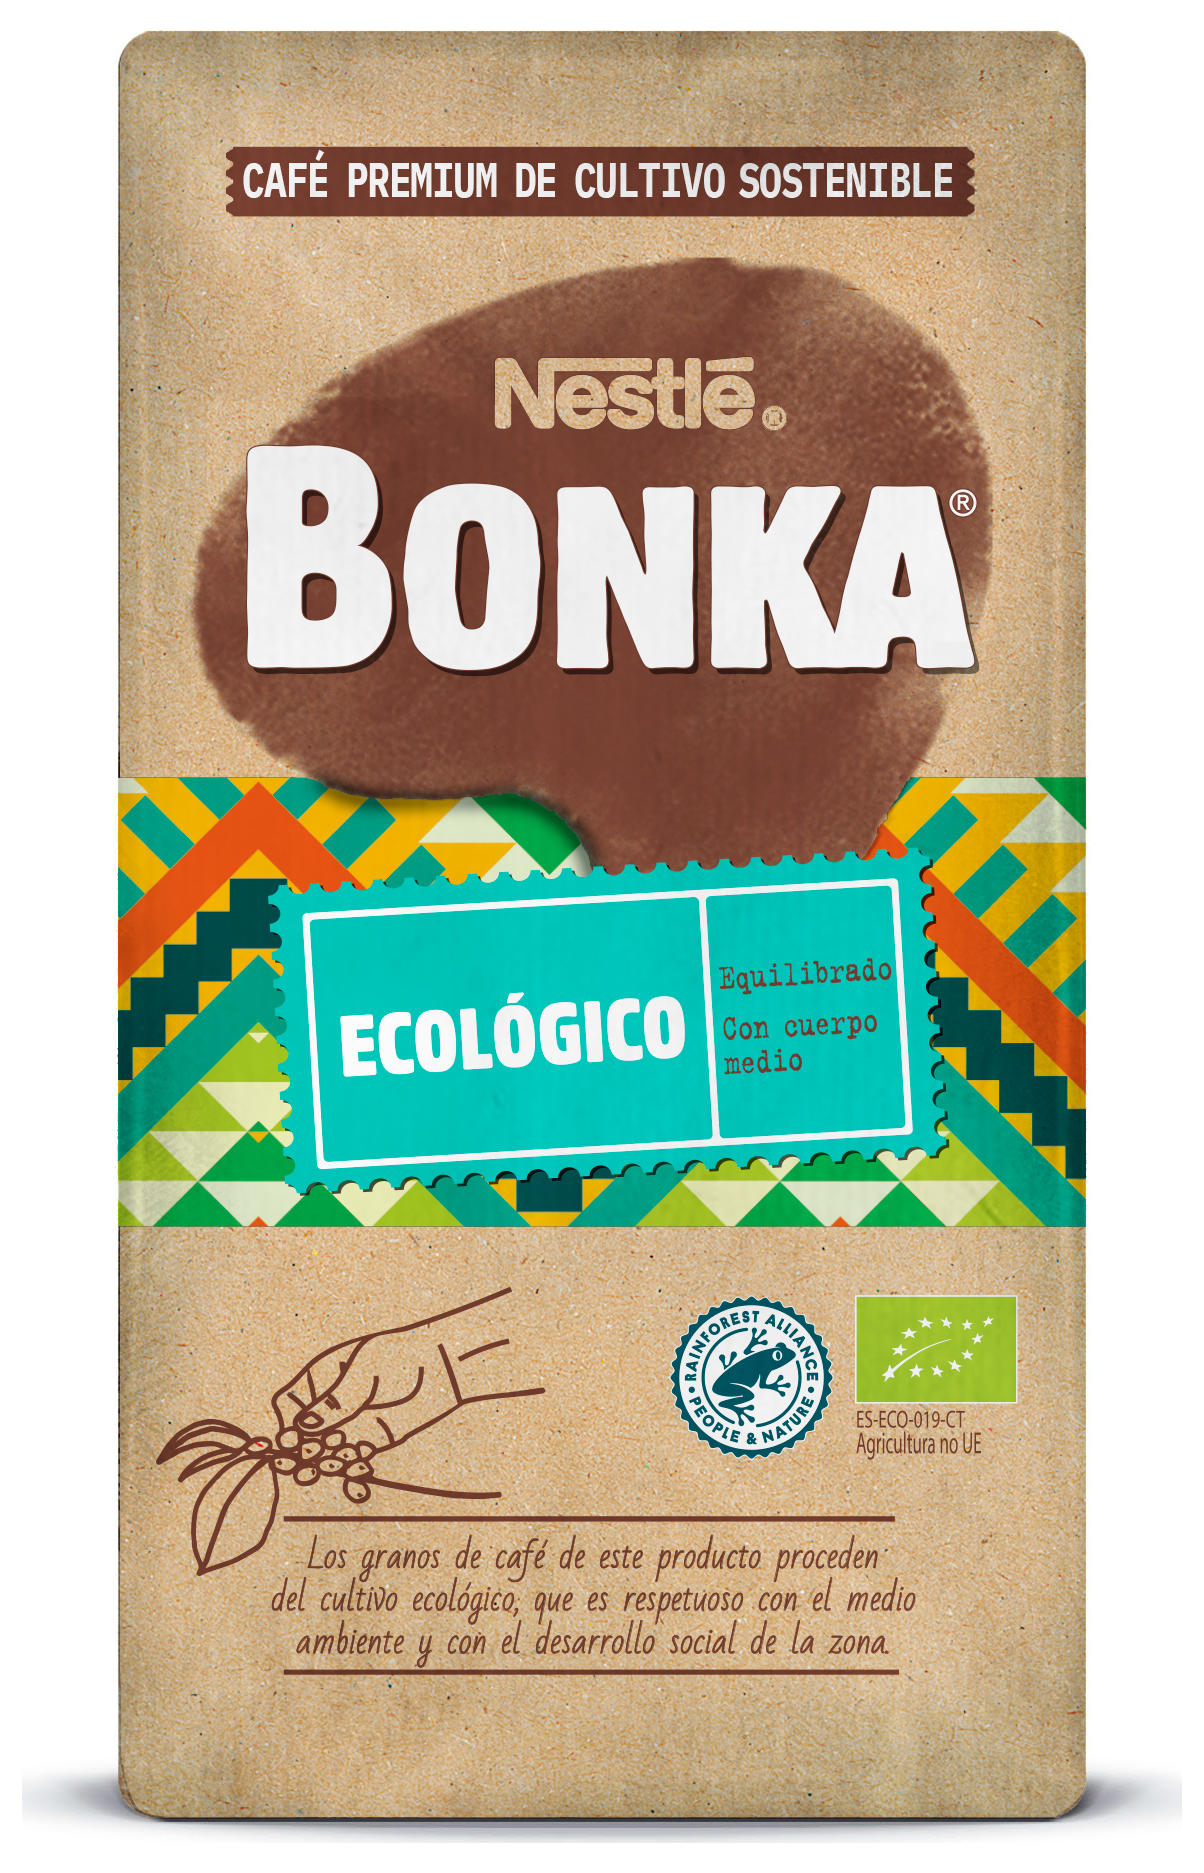 CAFÉ PREMIUM DE CULTIVO SOSTENIBLE
Nestlé®
BONKA®
ECOLÓGICO
Equilibrado
Con cuerpo
medio
RAINFOREST ALLIANCE
• PEOPLE & NATURE •
ES-ECO-019-CT
Agricultura no UE
Los granos de café de este producto proceden
del cultivo ecológico, que es respetuoso con el medio
ambiente y con el desarrollo social de la zona.